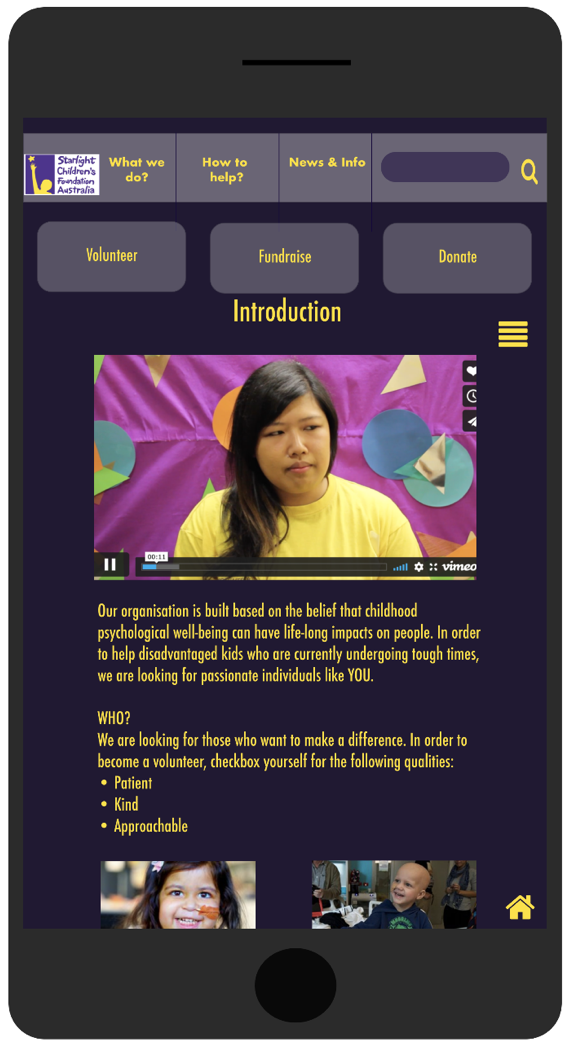 Starlight
Children's
Foundation
Australia
What we
do?
How to
help?
News & Info
Volunteer
Fundraise
Donate
Introduction
00:11
vimeo
Our organisation is built based on the belief that childhood
psychological well-being can have life-long impacts on people. In order
to help disadvantaged kids who are currently undergoing tough times,
we are looking for passionate individuals like YOU.
WHO?
We are looking for those who want to make a difference. In order to
become a volunteer, checkbox yourself for the following qualities:
• Patient
• Kind
• Approachable